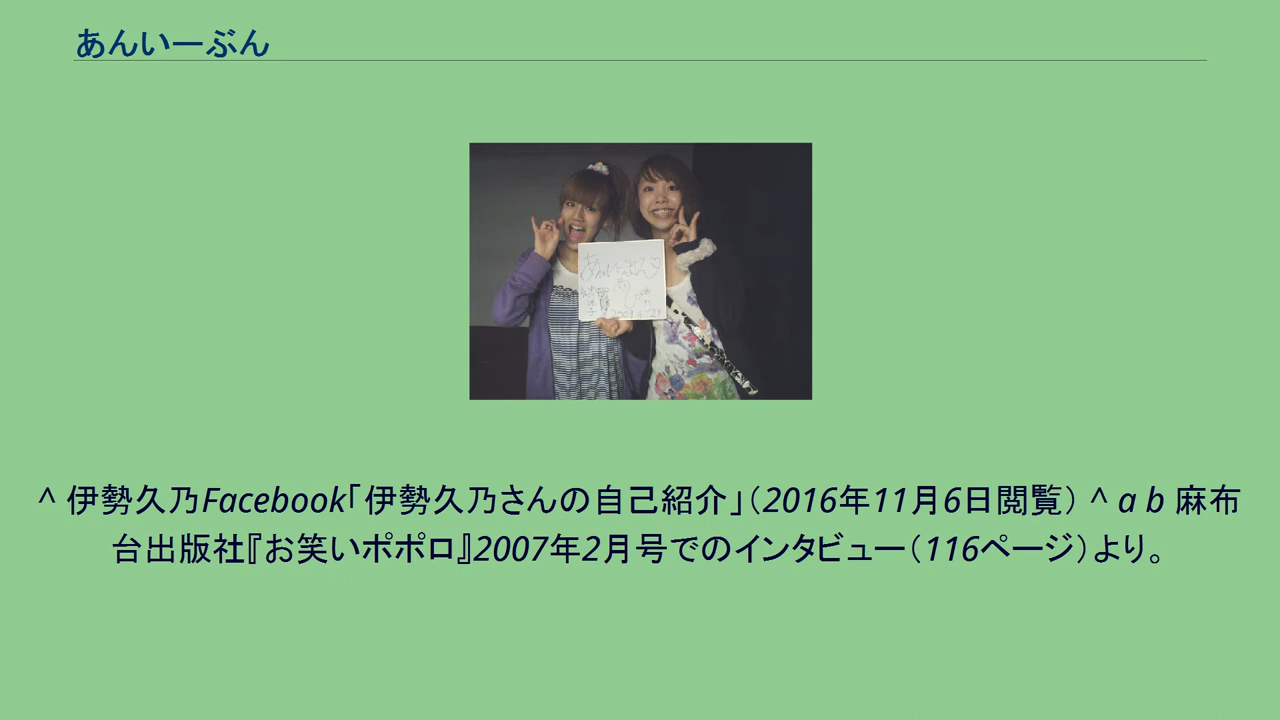 あんいーぶん
^ 伊勢久乃Facebook「伊勢久乃さんの自己紹介」（2016年11月6日閲覧） ^ a b 麻布
台出版社『お笑いポポロ』2007年2月号でのインタビュー（116ページ）より。